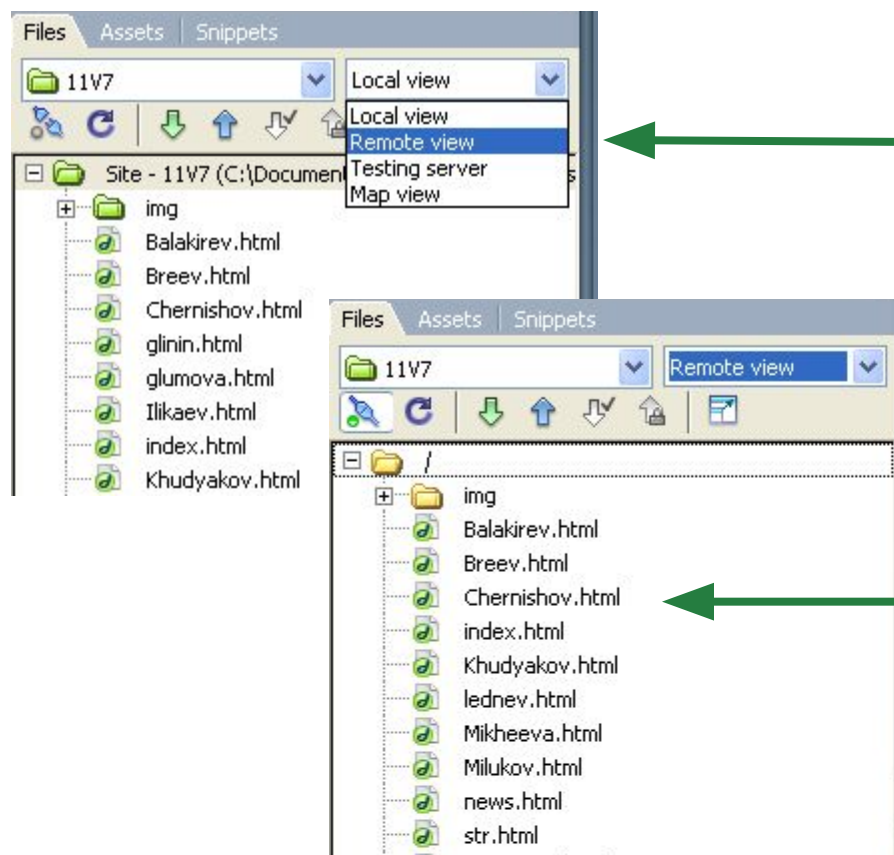 Files Assets Snippets
11V7 Local view
Local view
Remote view
Testing server
Map view
Site - 11V7 (C:\Documen s
img
Balakirev.html
Breev.html
Chernishov.html
glinin.html
glumova.html
Ilikaev.html
index.html
Khudyakov.html
Files Assets Snippets
11V7 Remote view
/
img
Balakirev.html
Breev.html
Chernishov.html
index.html
Khudyakov.html
lednev.html
Mikheeva.html
Milukov.html
news.html
str.html